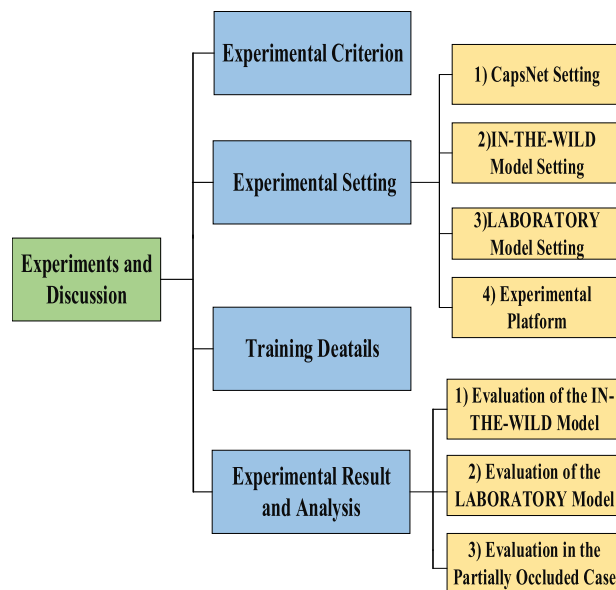 Experimental Criterion
1) CapsNet Setting
2)IN-THE-WILD
Model Setting
Experimental Setting
3)LABORATORY
Model Setting
Experiments and
Discussion
4) Experimental
Platform
Training Deatails
1) Evaluation of the IN-
THE-WILD Model
Experimental Result
and Analysis
2) Evaluation of the
LABORATORY Model
3) Evaluation in the
Partially Occluded Case